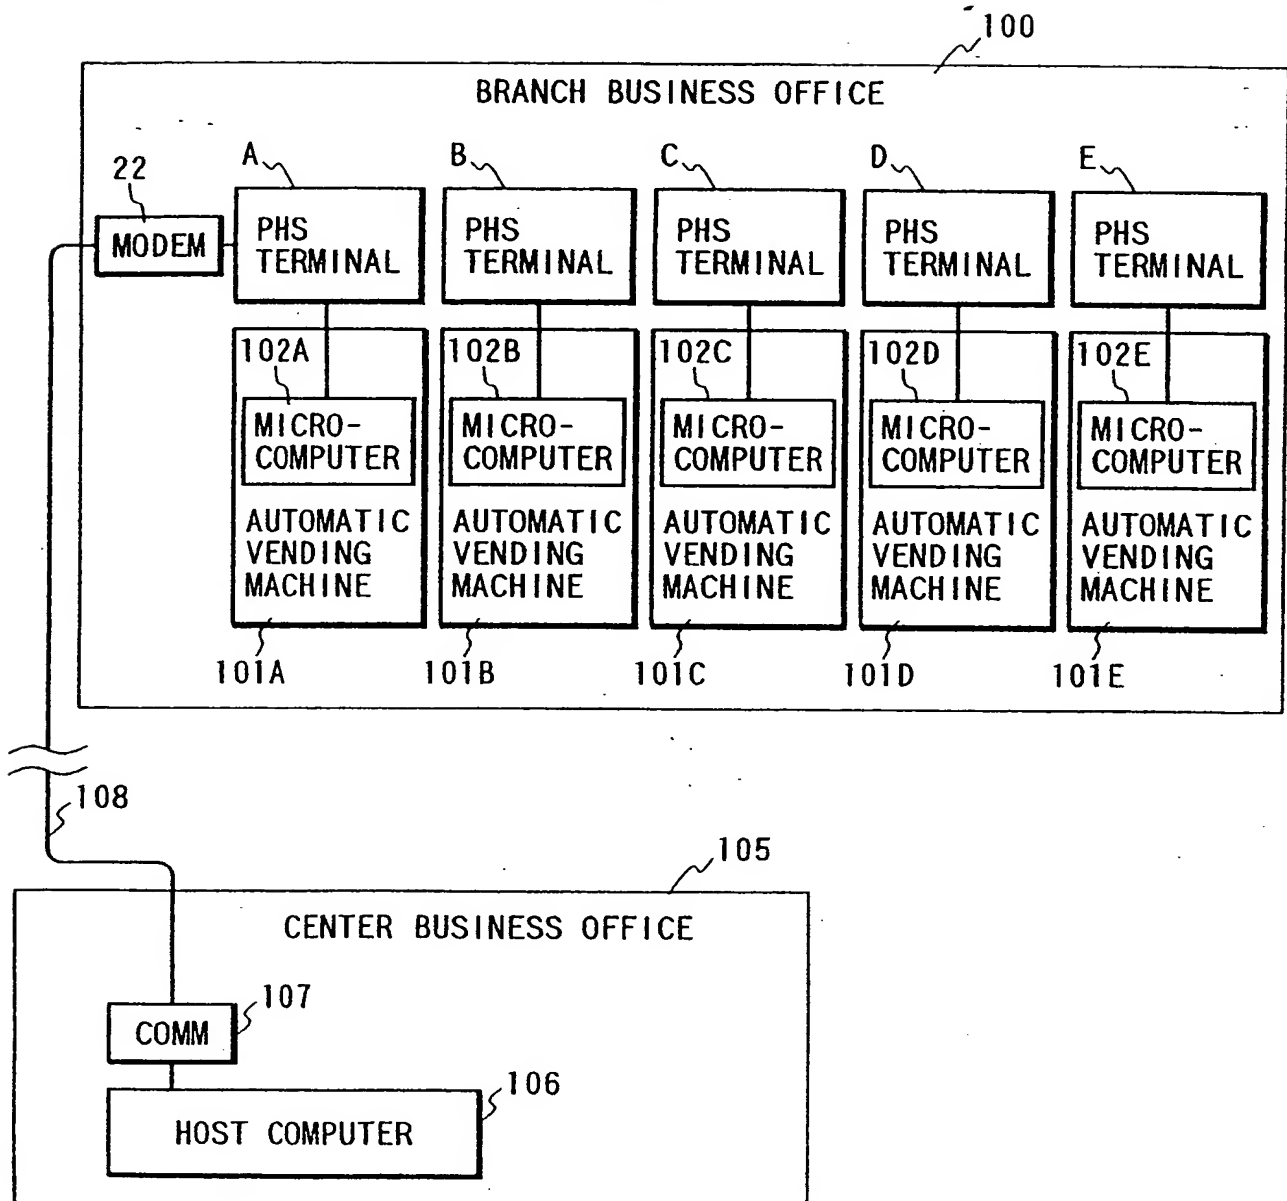 100
BRANCH BUSINESS OFFICE
A
B
C
D
E
22
MODEM
PHS
TERMINAL
PHS
TERMINAL
PHS
TERMINAL
PHS
TERMINAL
PHS
TERMINAL
102A
MICRO-
COMPUTER
AUTOMATIC
VENDING
MACHINE
101A
102B
MICRO-
COMPUTER
AUTOMATIC
VENDING
MACHINE
101B
102C
MICRO-
COMPUTER
AUTOMATIC
VENDING
MACHINE
101C
102D
MICRO-
COMPUTER
AUTOMATIC
VENDING
MACHINE
101D
102E
MICRO-
COMPUTER
AUTOMATIC
VENDING
MACHINE
101E
108
105
CENTER BUSINESS OFFICE
107
COMM
106
HOST COMPUTER